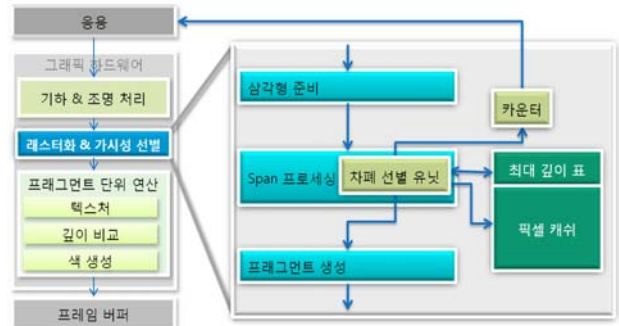 응용
그래픽 하드웨어
기하 & 조명 처리
래스터화 & 가시성 선별
프래그먼트 단위 연산
텍스처
깊이 비교
색 생성
프레임 버퍼
삼각형 준비
Span 프로세싱
차폐 선별 유닛
프래그먼트 생성
카운터
최대 깊이 표
픽셀 캐쉬